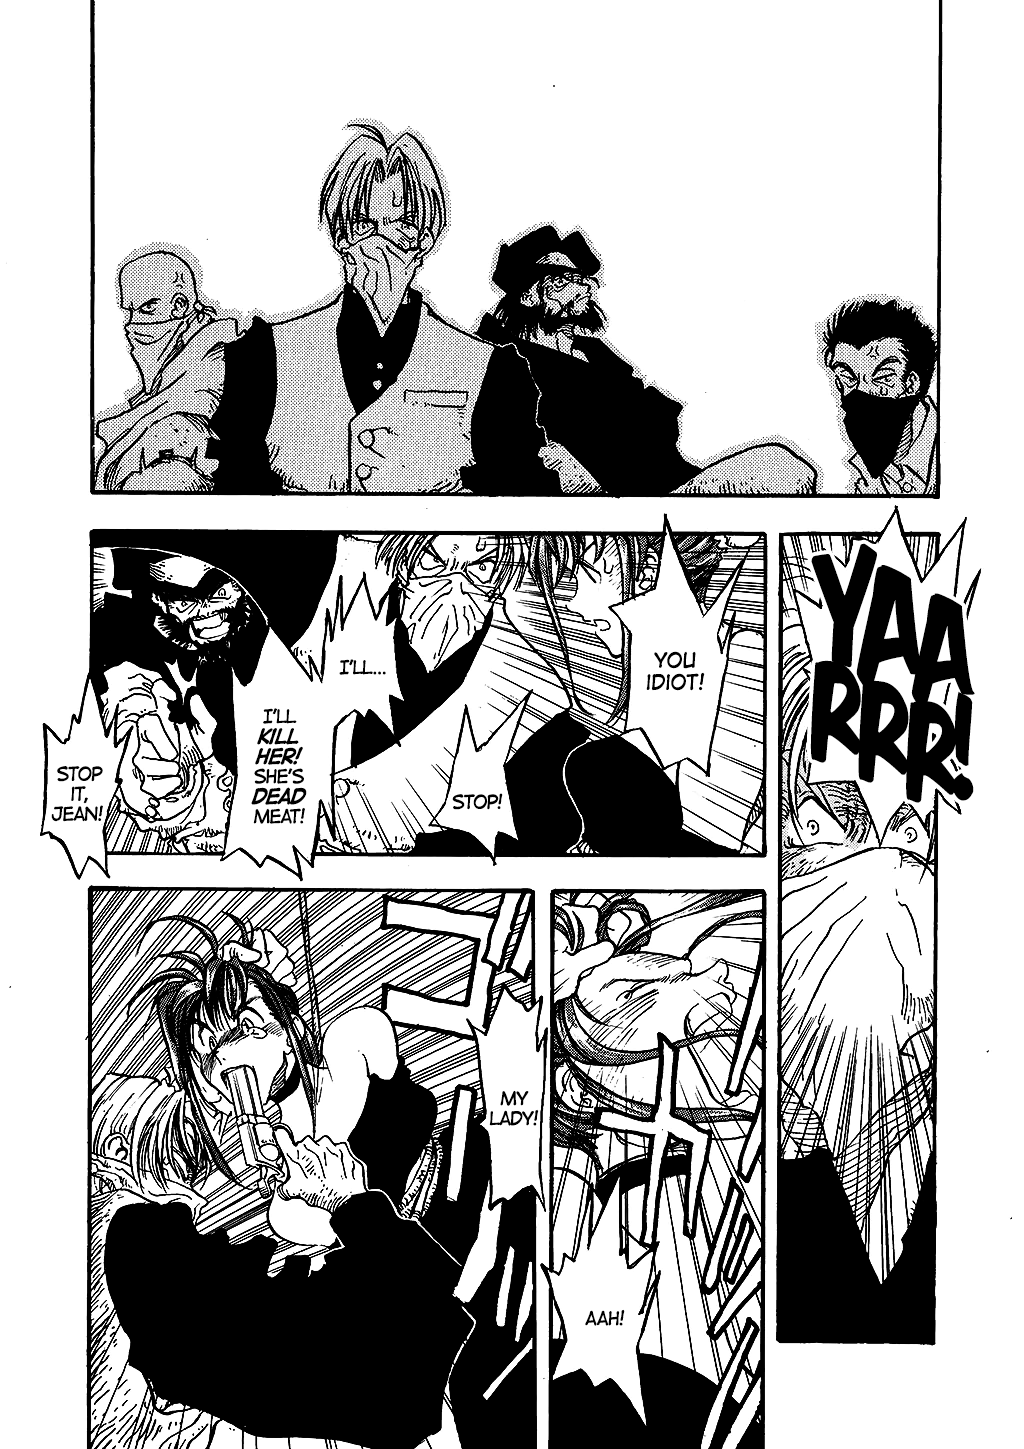 YAA
RRR!
YOU
IDIOT!
STOP!
I'LL...
I'LL
KILL
HER!
SHE'S
DEAD
MEAT!
STOP
IT,
JEAN!
AAH!
MY
LADY!